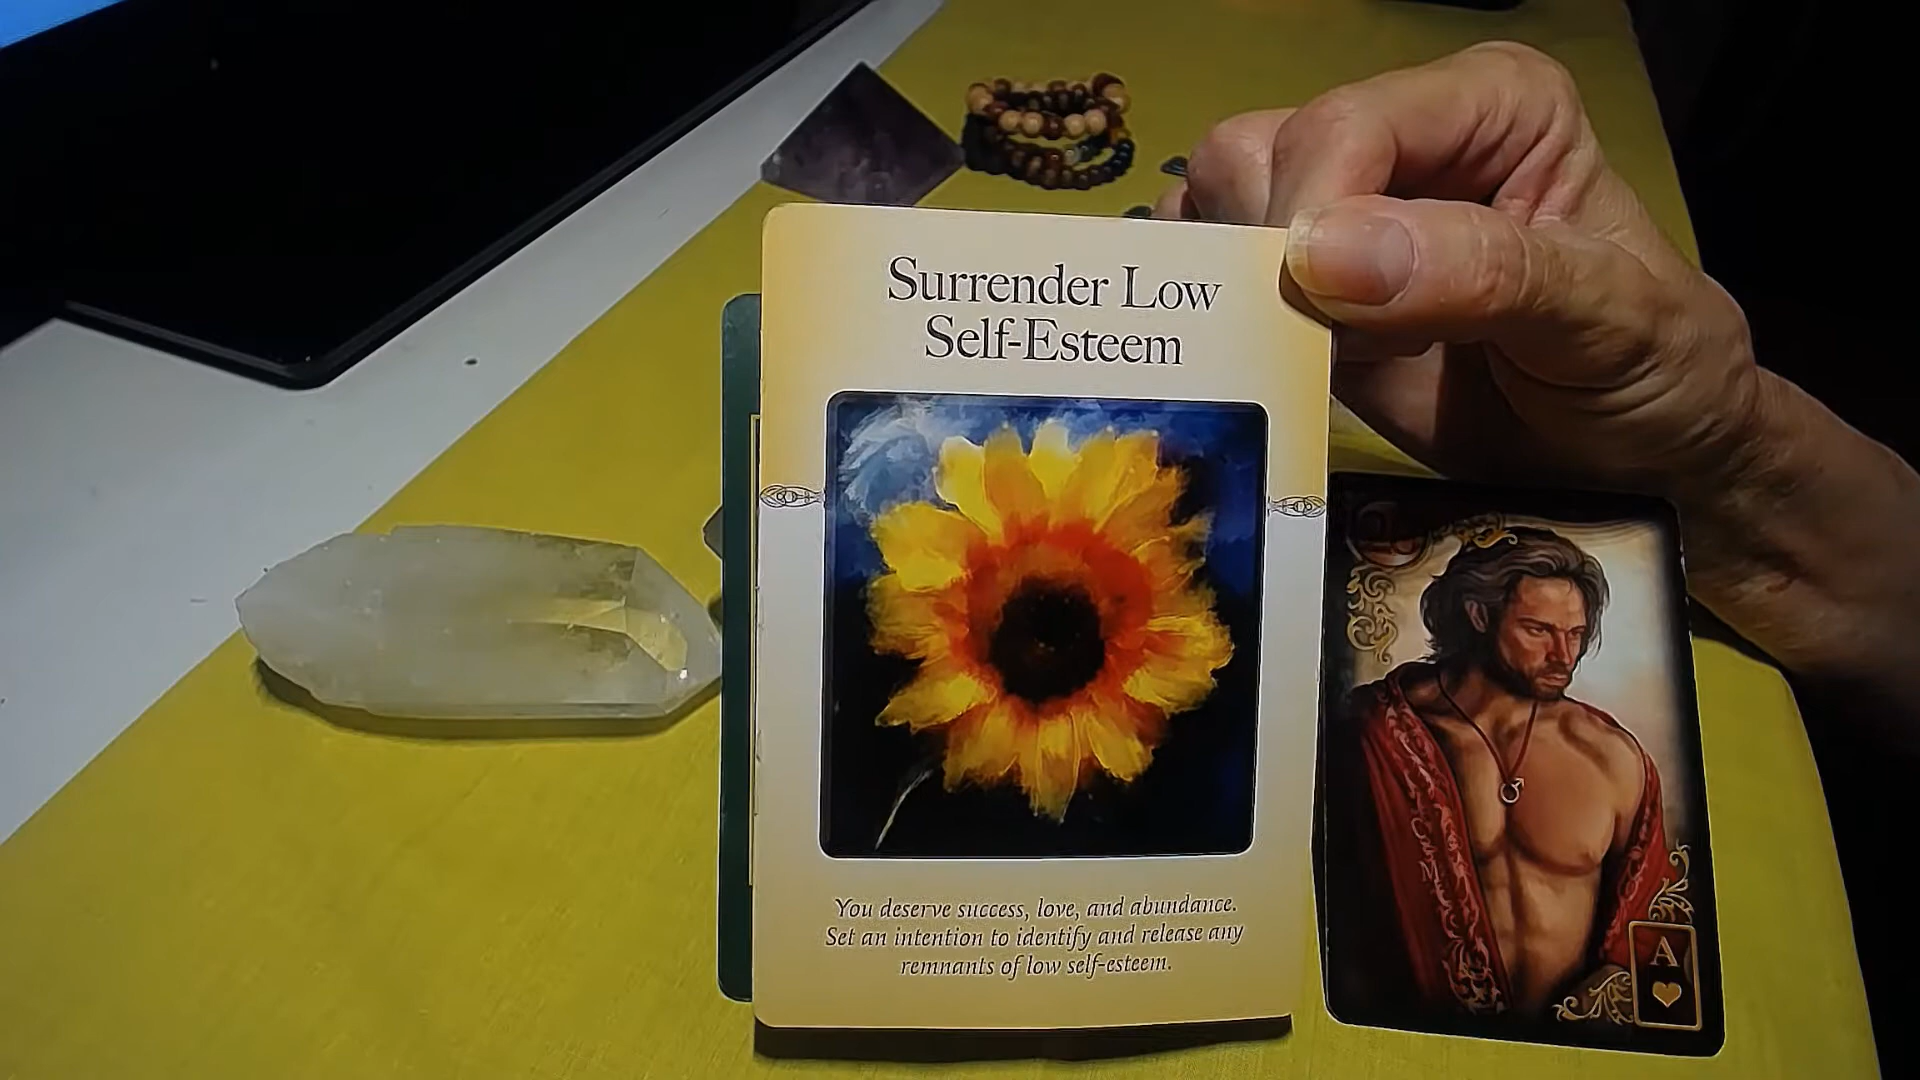 Surrender Low
Self-Esteem
You deserve success, love, and abundance.
Set an intention to identify and release any
remnants of low self-esteem.
A